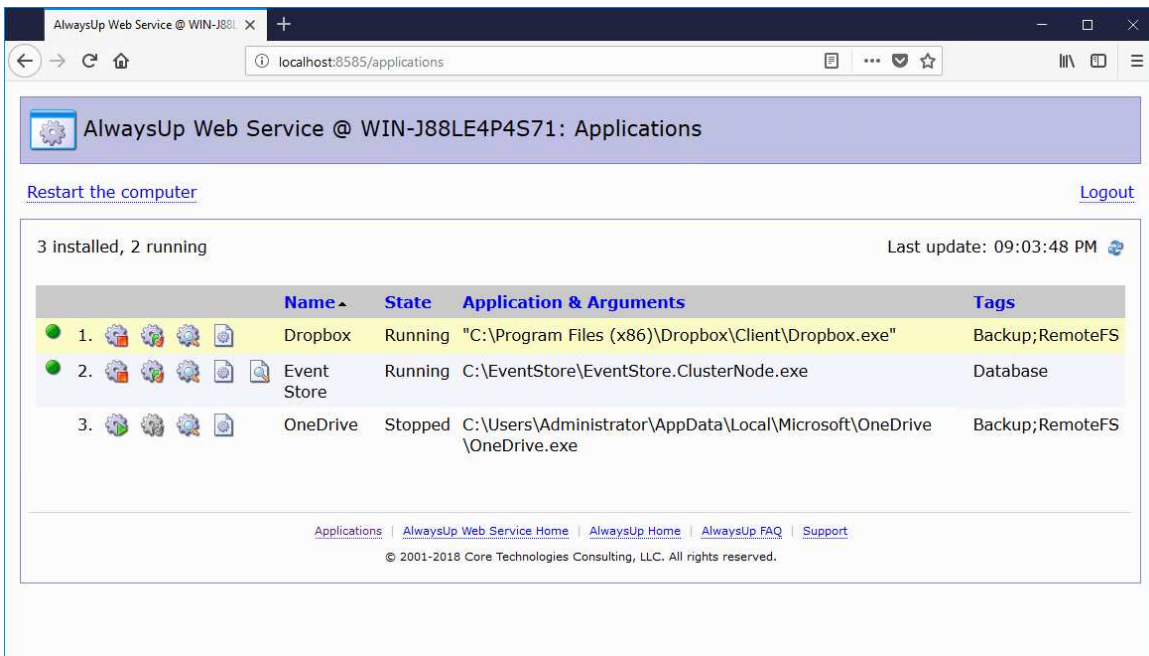 AlwaysUp Web Service @ WIN-J88L
localhost:8585/applications
AlwaysUp Web Service @ WIN-J88LE4P4S71: Applications
Restart the computer
Logout
3 installed, 2 running
Last update: 09:03:48 PM
Name State Application & Arguments Tags
1. Dropbox Running "C:\Program Files (x86)\Dropbox\Client\Dropbox.exe" Backup;RemoteFS
2. Event Running C:\EventStore\EventStore.ClusterNode.exe Database
Store
3. OneDrive Stopped C:\Users\Administrator\AppData\Local\Microsoft\OneDrive Backup;RemoteFS
\OneDrive.exe
Applications | AlwaysUp Web Service Home | AlwaysUp Home | AlwaysUp FAQ | Support
© 2001-2018 Core Technologies Consulting, LLC. All rights reserved.